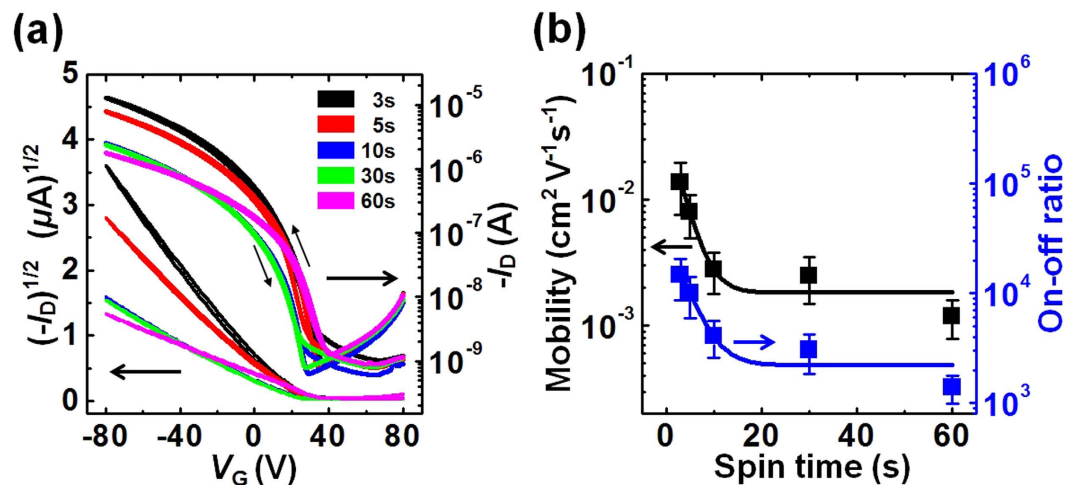 (a)
(b)
5
4
3
2
1
0
(-I_D)^1/2 (μA)^1/2
10^-5
10^-6
10^-7
10^-8
10^-9
-I_D (A)
3s
5s
10s
30s
60s
-80
-40
0
40
80
V_G (V)
10^-1
10^-2
10^-3
Mobility (cm^2 V^-1s^-1)
10^6
10^5
10^4
10^3
On-off ratio
0
20
40
60
Spin time (s)